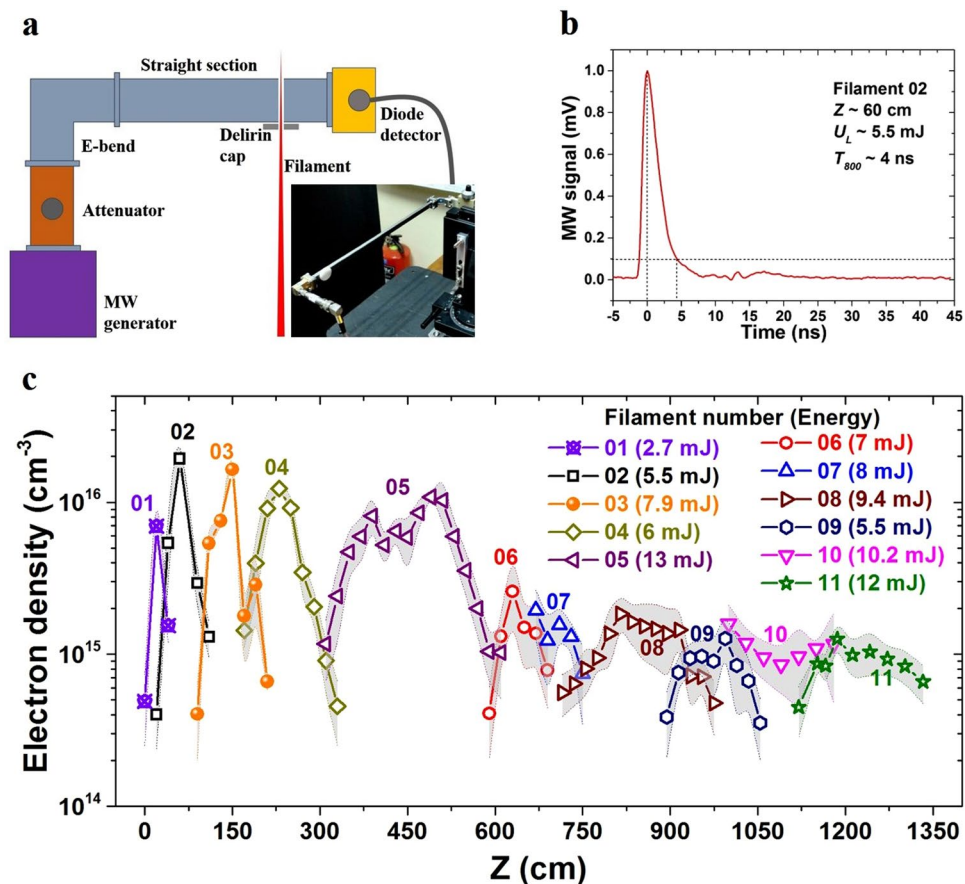 a
Straight section
E-bend
Delirin
cap
Diode
detector
Filament
Attenuator
MW
generator
b
MW signal (mV)
1.0
0.8
0.6
0.4
0.2
0.0
Filament 02
Z ~ 60 cm
U_L ~ 5.5 mJ
T_800 ~ 4 ns
-5 0 5 10 15 20 25 30 35 40 45
Time (ns)
c
Electron density (cm⁻³)
10¹⁶
10¹⁵
10¹⁴
Filament number (Energy)
01 (2.7 mJ)
02 (5.5 mJ)
03 (7.9 mJ)
04 (6 mJ)
05 (13 mJ)
06 (7 mJ)
07 (8 mJ)
08 (9.4 mJ)
09 (5.5 mJ)
10 (10.2 mJ)
11 (12 mJ)
01
02
03
04
05
06
07
08
09
10
11
0 150 300 450 600 750 900 1050 1200 1350
Z (cm)